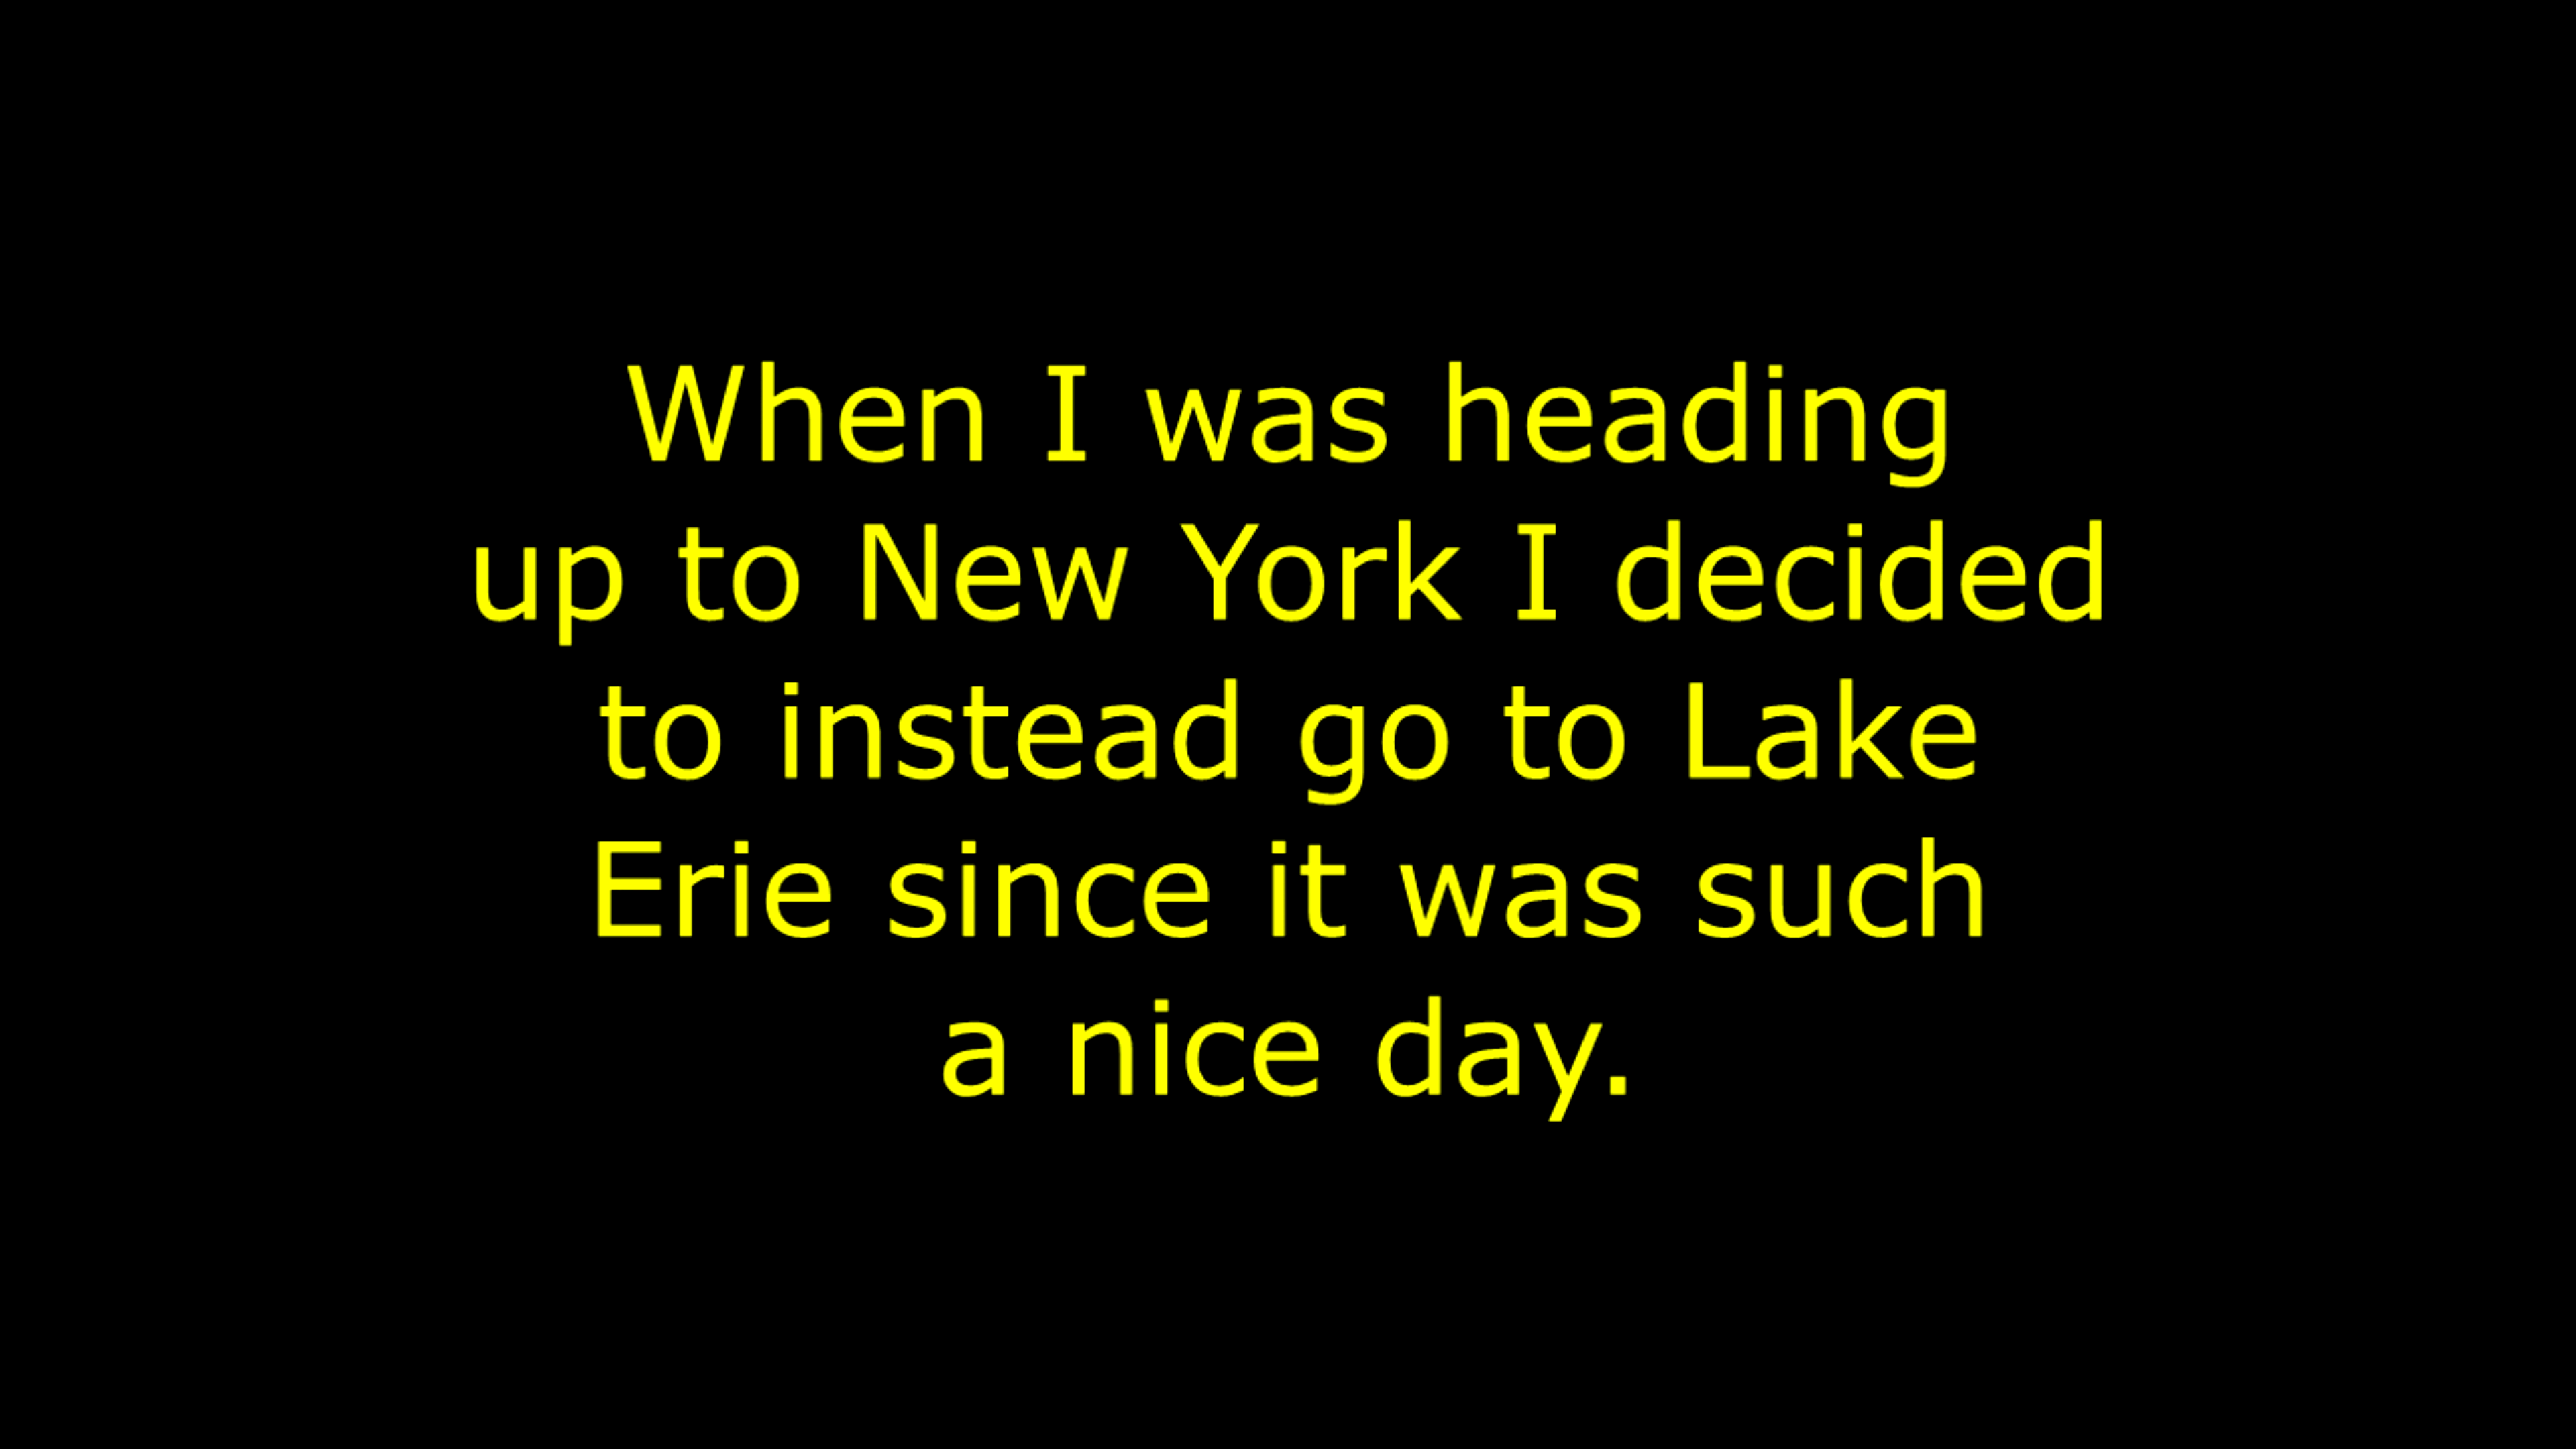 When I was heading
up to New York I decided
to instead go to Lake
Erie since it was such
a nice day.